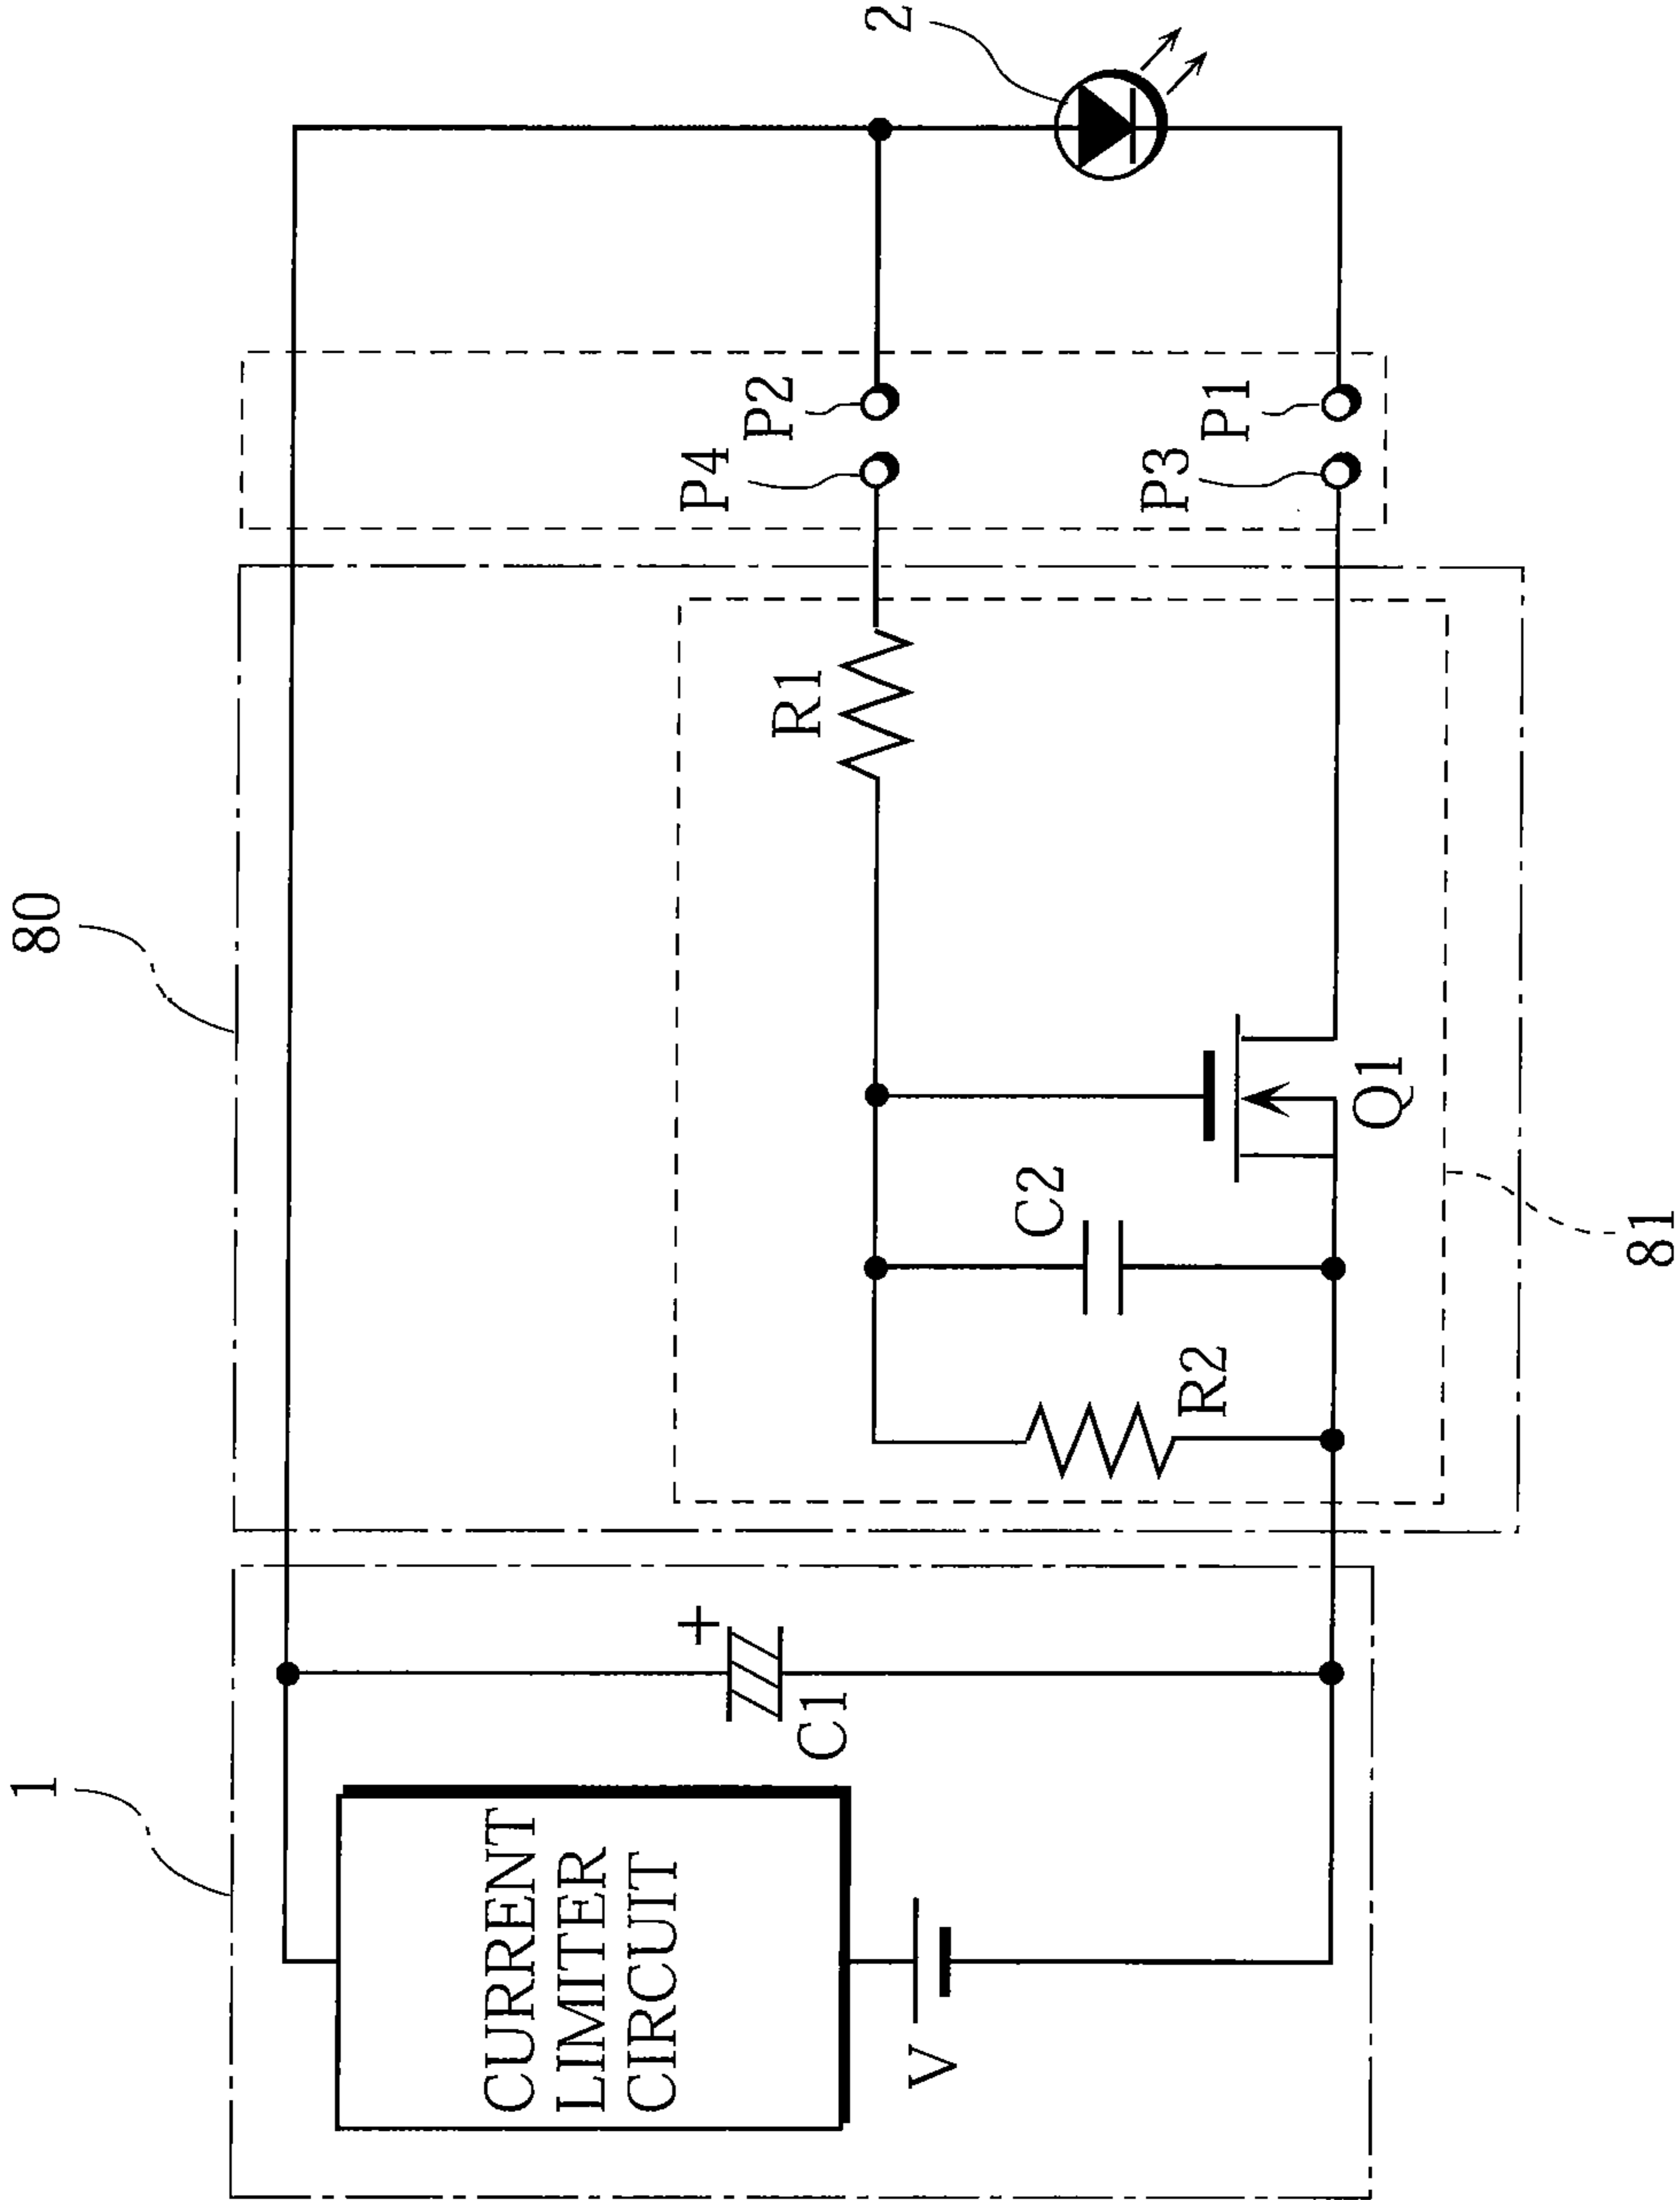 1
80
2
CURRENT
LIMITER
CIRCUIT
V
+
C1
R2
C2
Q1
R1
P4
P2
P3
P1
81